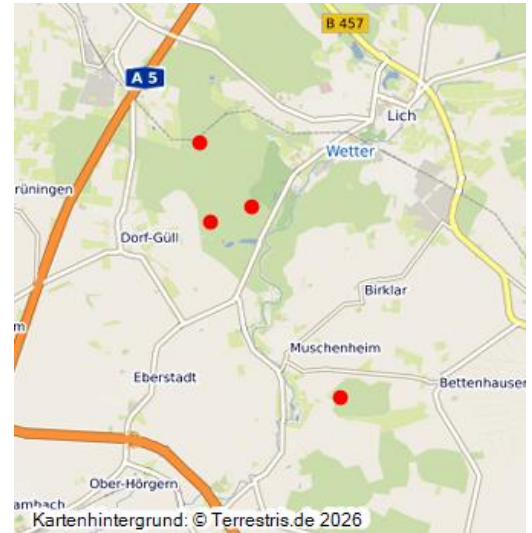 B 457
A 5
Lich
Wetter
rüningen
Dorf-Güll
Birklar
m
Muschenheim
Eberstadt
Bettenhausen
Ober-Hörgern
ambach
Kartenhintergrund: © Terrestris.de 2026